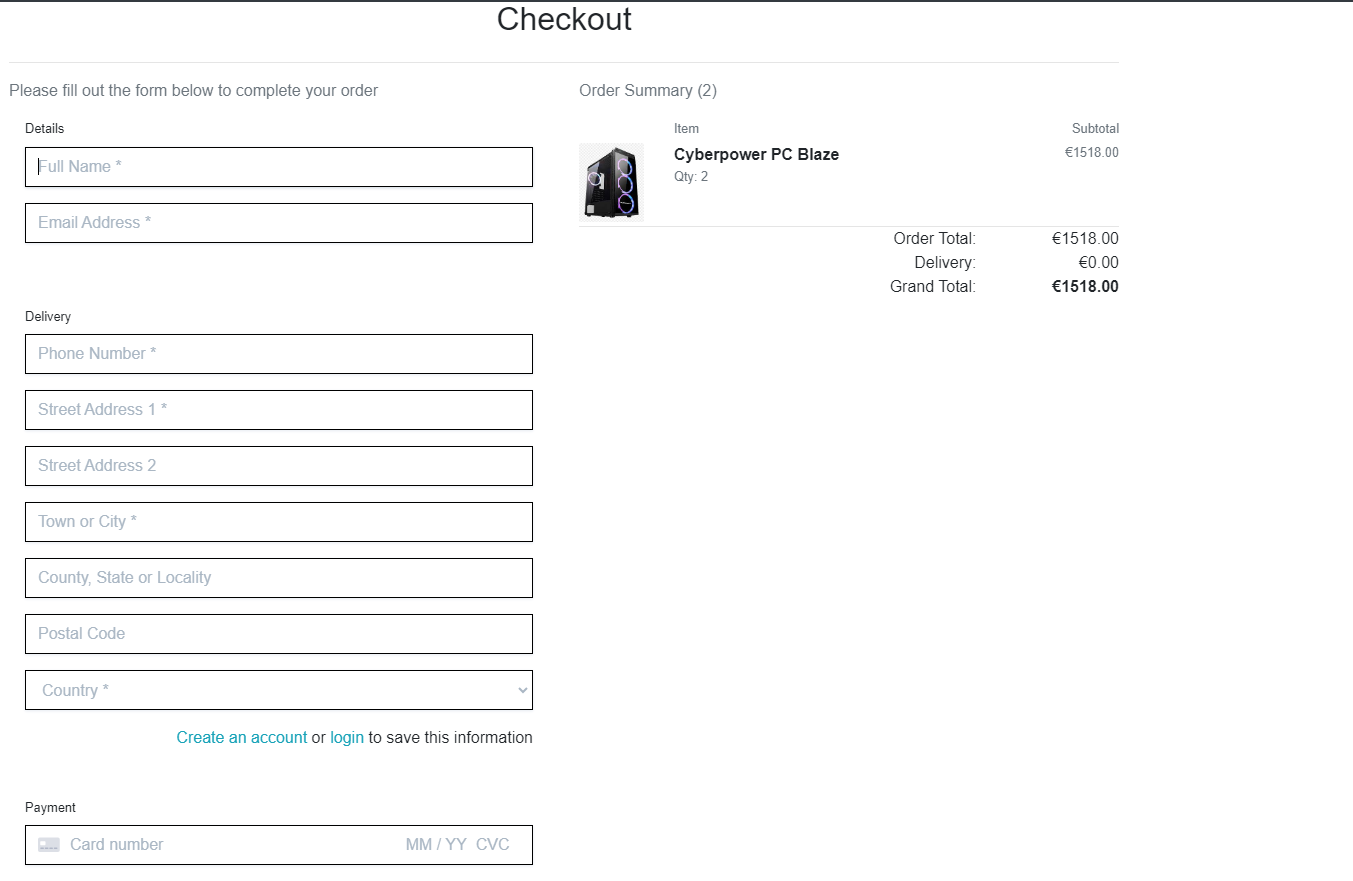 Checkout
Please fill out the form below to complete your order
Details
Full Name *
Email Address *
Delivery
Phone Number *
Street Address 1 *
Street Address 2
Town or City *
County, State or Locality
Postal Code
Country *
Create an account or login to save this information
Payment
Card number MM / YY CVC
Order Summary (2)
Item Subtotal
Cyberpower PC Blaze €1518.00
Qty: 2
Order Total: €1518.00
Delivery: €0.00
Grand Total: €1518.00